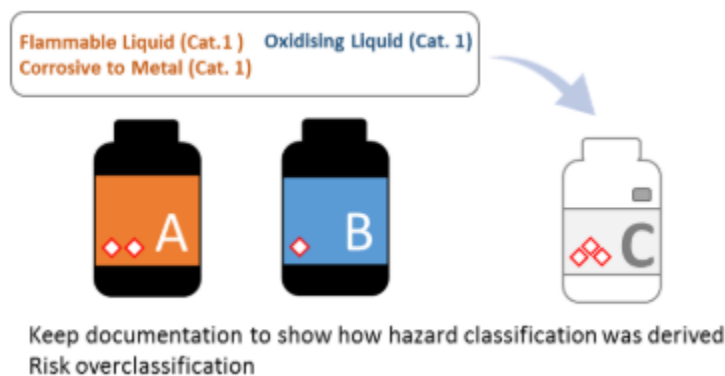 Flammable Liquid (Cat.1 ) Oxidising Liquid (Cat. 1)
Corrosive to Metal (Cat. 1)
A B C
Keep documentation to show how hazard classification was derived
Risk overclassification